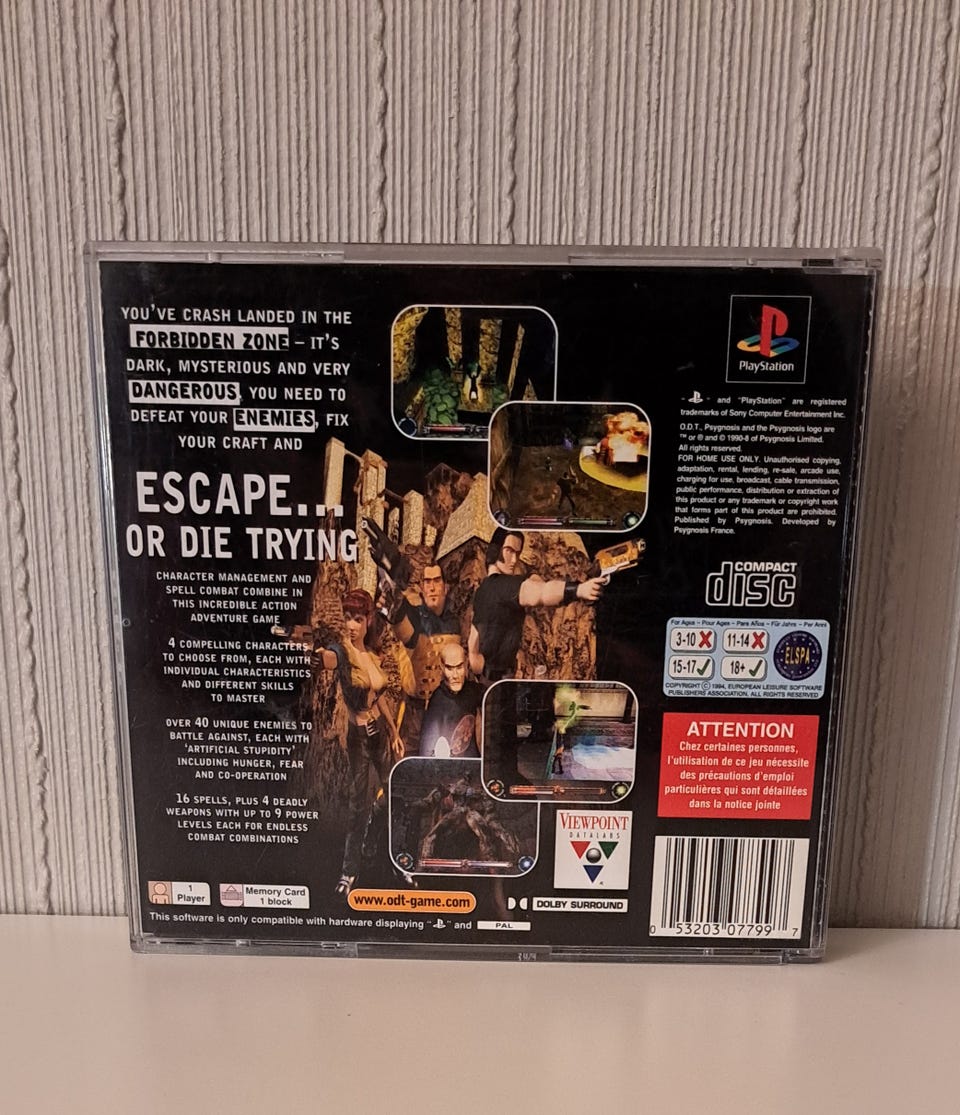 YOU'VE CRASH LANDED IN THE
FORBIDDEN ZONE – IT'S
DARK, MYSTERIOUS AND VERY
DANGEROUS, YOU NEED TO
DEFEAT YOUR ENEMIES, FIX
YOUR CRAFT AND
ESCAPE...
OR DIE TRYING
CHARACTER MANAGEMENT AND
SPELL COMBAT COMBINE IN
THIS INCREDIBLE ACTION
ADVENTURE GAME
4 COMPELLING CHARACTERS
TO CHOOSE FROM, EACH WITH
INDIVIDUAL CHARACTERISTICS
AND DIFFERENT SKILLS
TO MASTER
OVER 40 UNIQUE ENEMIES TO
BATTLE AGAINST, EACH WITH
'ARTIFICIAL STUPIDITY'
INCLUDING HUNGER, FEAR
AND CO-OPERATION
16 SPELLS, PLUS 4 DEADLY
WEAPONS WITH UP TO 9 POWER
LEVELS EACH FOR ENDLESS
COMBAT COMBINATIONS
1
Player
Memory Card
1 block
www.odt-game.com
DOLBY SURROUND
This software is only compatible with hardware displaying " " and PAL
VIEWPOINT
DATALABS
PlayStation
" " and "PlayStation" are registered
trademarks of Sony Computer Entertainment Inc.
O.D.T., Psygnosis and the Psygnosis logo are
™ or ® and © 1990-8 of Psygnosis Limited.
All rights reserved.
FOR HOME USE ONLY. Unauthorised copying,
adaptation, rental, lending, re-sale, arcade use,
charging for use, broadcast, cable transmission,
public performance, distribution or extraction of
this product or any trademark or copyright work
that forms part of this product are prohibited.
Published by Psygnosis. Developed by
Psygnosis France.
COMPACT
disc
For Ages – Pour Ages – Para Años – Für Jahre – Per Anni
3-10 11-14
15-17 18+
ELSPA
COPYRIGHT © 1994, EUROPEAN LEISURE SOFTWARE
PUBLISHERS ASSOCIATION, ALL RIGHTS RESERVED
ATTENTION
Chez certaines personnes,
l'utilisation de ce jeu nécessite
des précautions d'emploi
particulières qui sont détaillées
dans la notice jointe
0 53203 07799 7